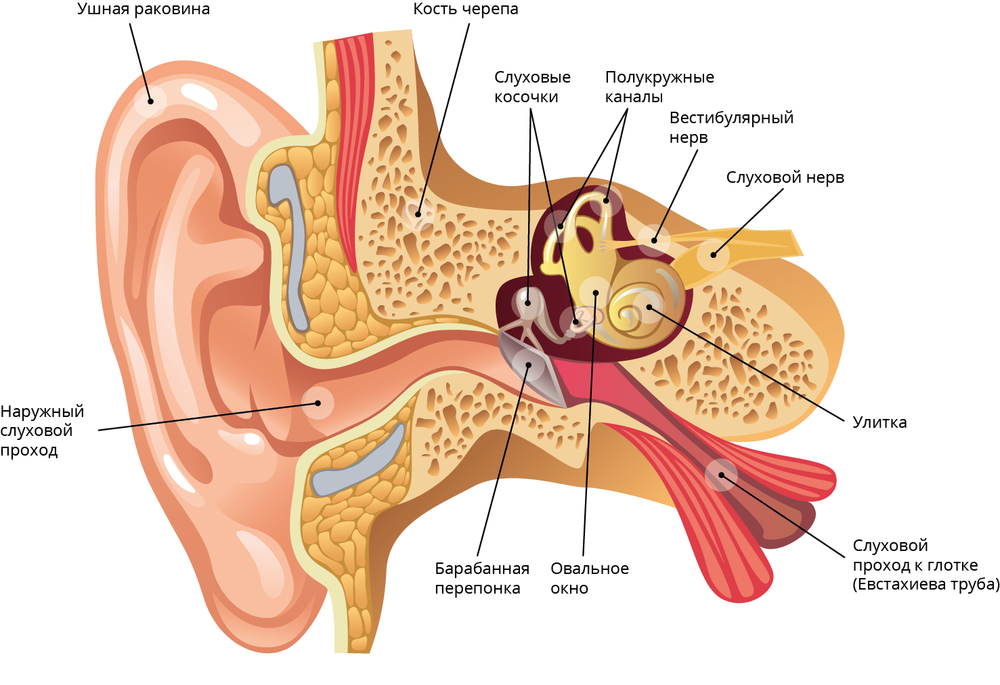 Ушная раковина
Кость черепа
Слуховые
косочки
Полукружные
каналы
Вестибулярный
нерв
Слуховой нерв
Наружный
слуховой
проход
Улитка
Барабанная
перепонка
Овальное
окно
Слуховой
проход к глотке
(Евстахиева труба)